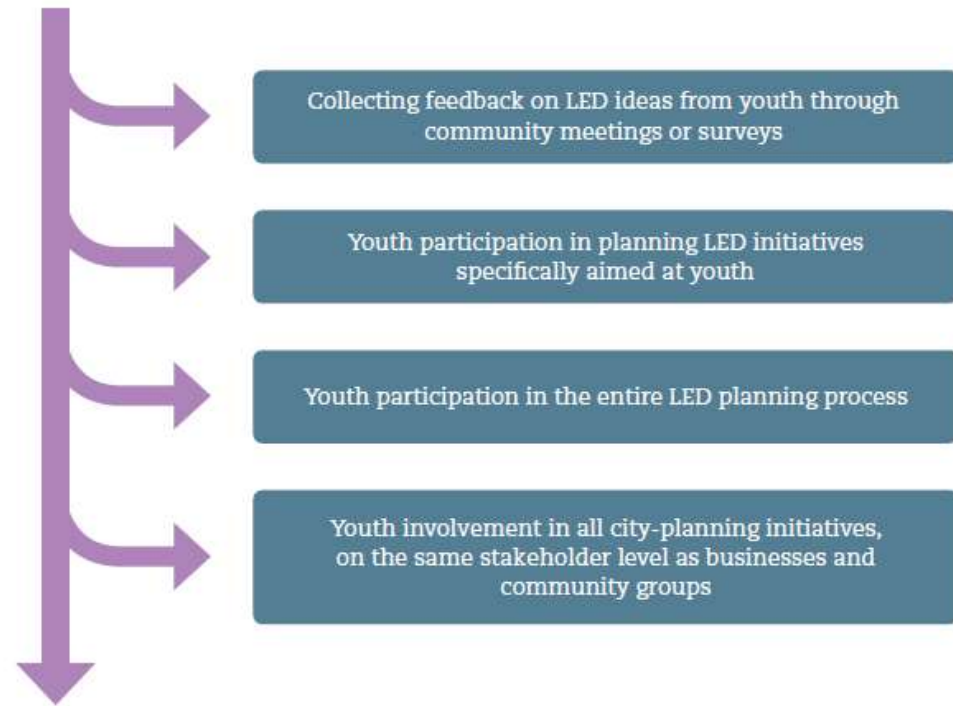 Collecting feedback on LED ideas from youth through
community meetings or surveys
Youth participation in planning LED initiatives
specifically aimed at youth
Youth participation in the entire LED planning process
Youth involvement in all city-planning initiatives,
on the same stakeholder level as businesses and
community groups